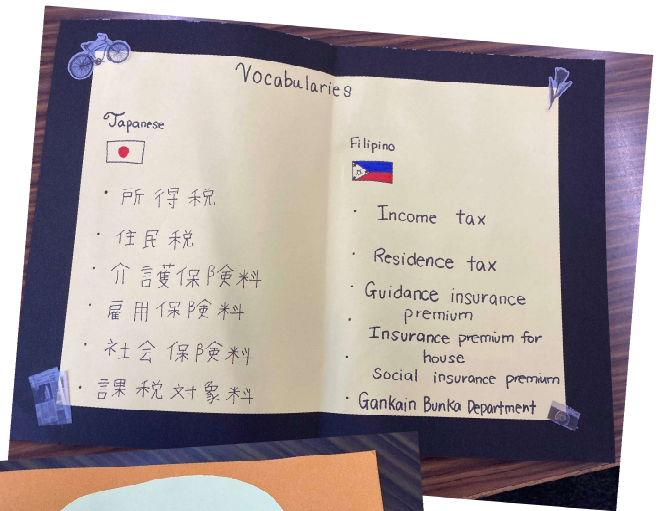 Vocabularies
Japanese
・所得税
・住民税
・介護保険料
・雇用保険料
・社会保険料
・課税対象料
Filipino
・Income tax
・Residence tax
・Guidance insurance
premium
・Insurance premium for
house
・Social insurance premium
・Gankain Bunka Department